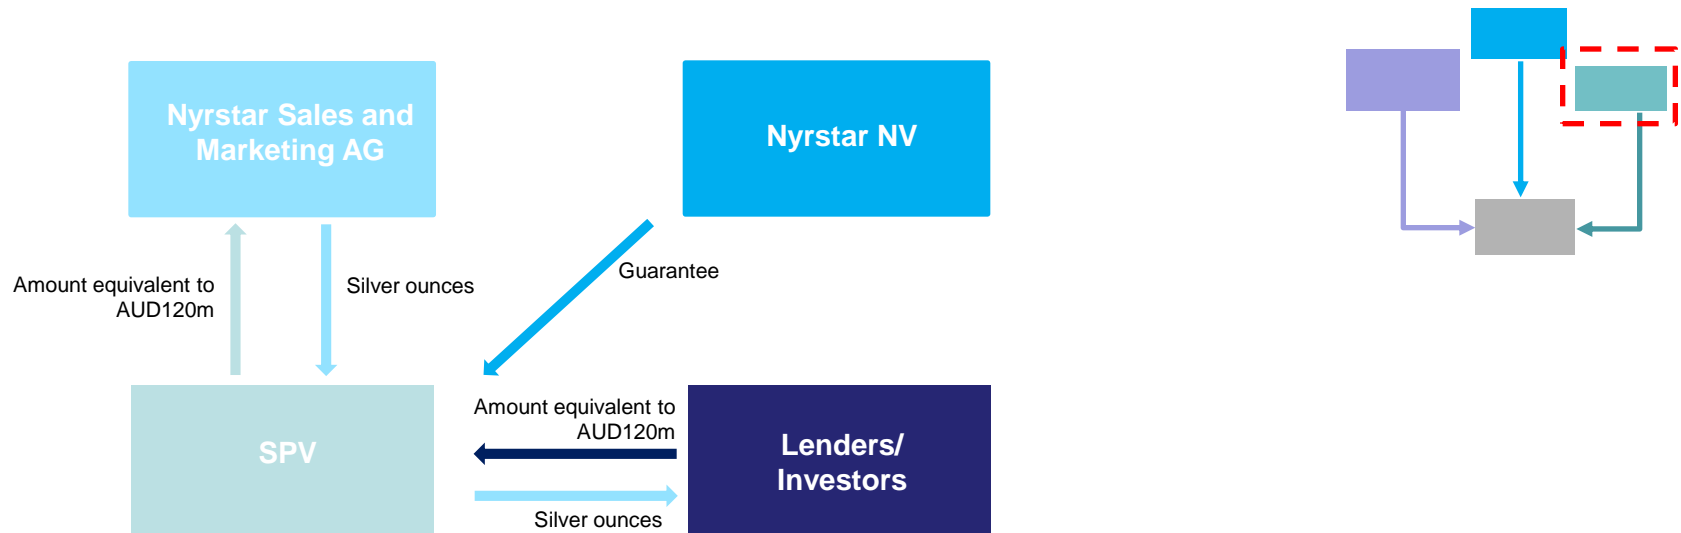 Nyrstar Sales and
Marketing AG
Nyrstar NV
Amount equivalent to
AUD120m
Silver ounces
Guarantee
SPV
Amount equivalent to
AUD120m
Silver ounces
Lenders/
Investors